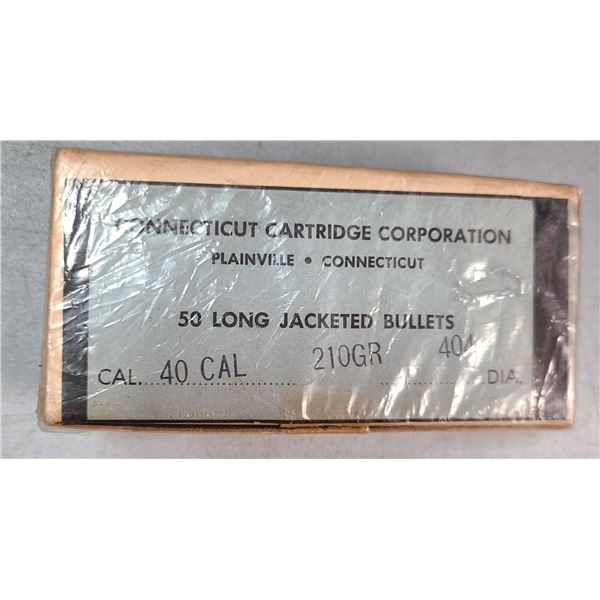 CONNECTICUT CARTRIDGE CORPORATION
PLAINVILLE • CONNECTICUT
50 LONG JACKETED BULLETS
CAL. 40 CAL 210GR 404 DIA.